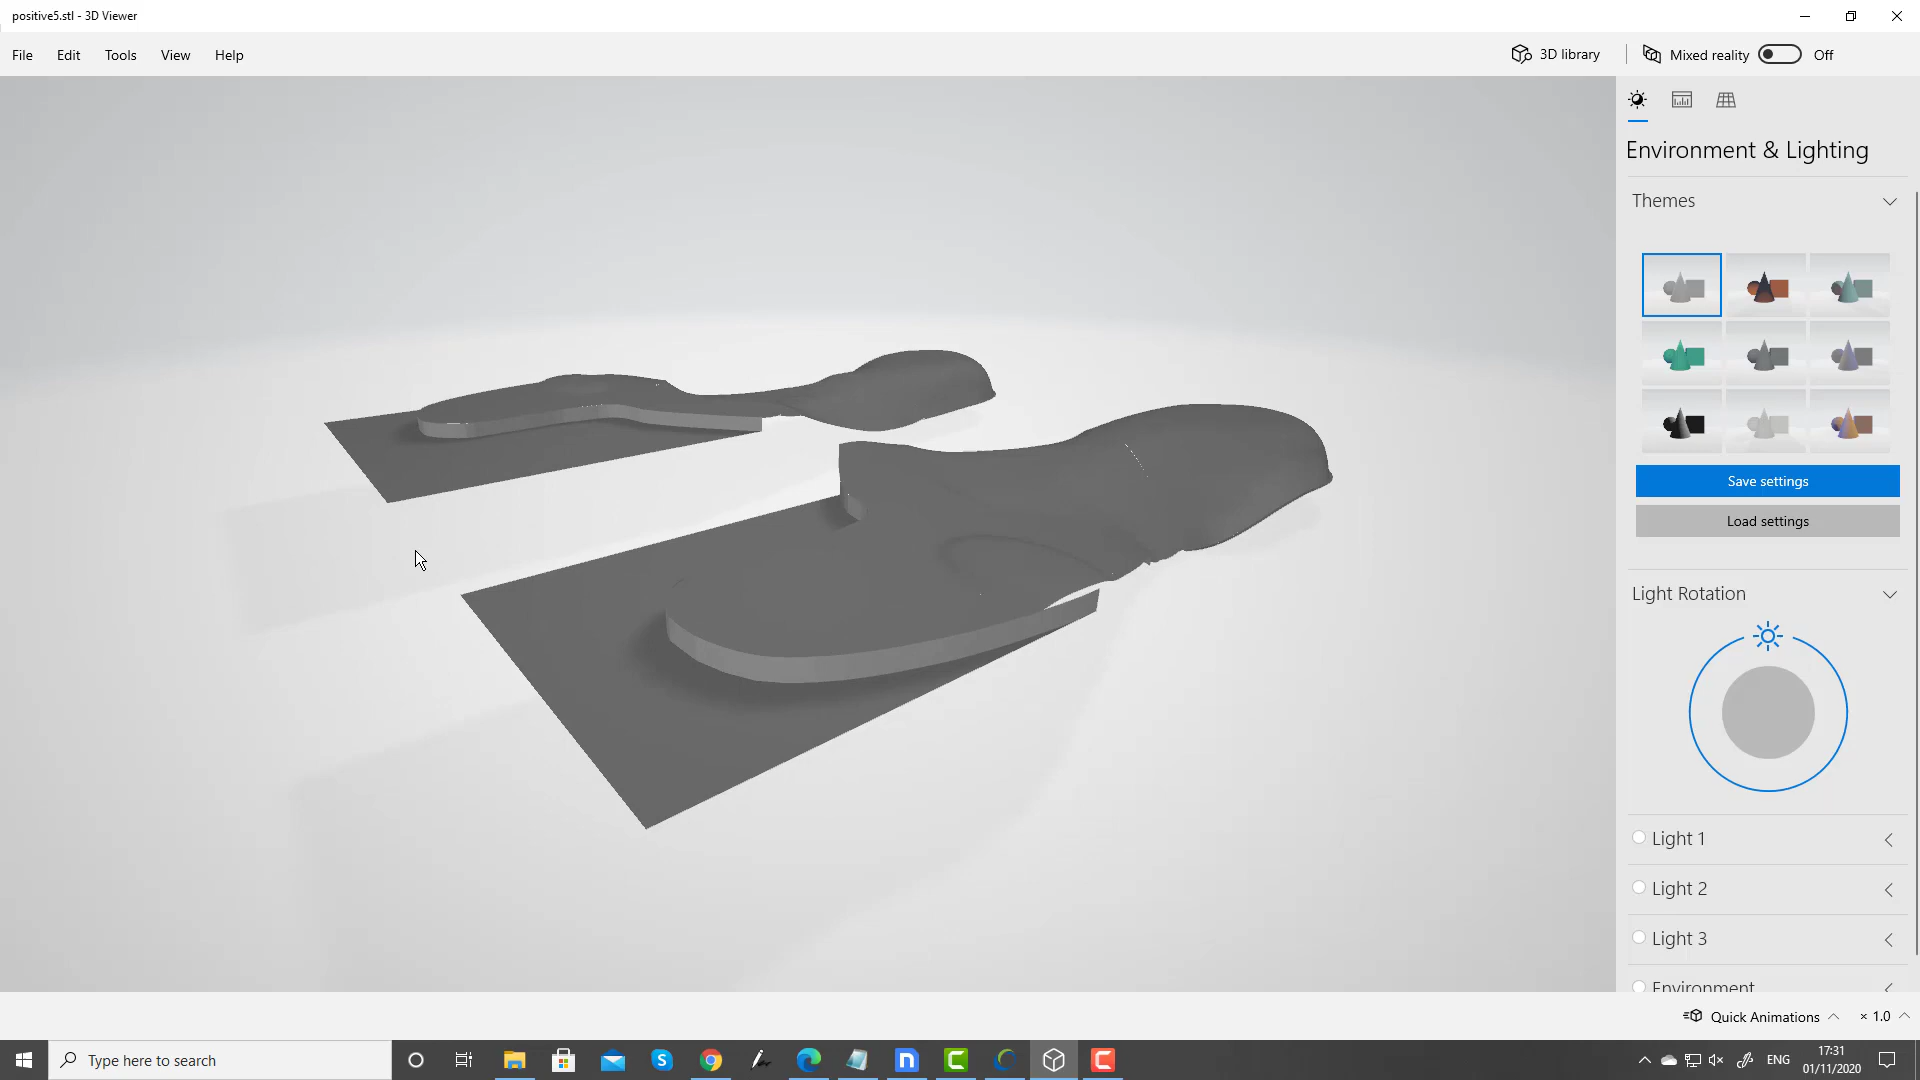 positive5.stl - 3D Viewer
File Edit Tools View Help
3D library
Mixed reality Off
Environment & Lighting
Themes
Save settings
Load settings
Light Rotation
Light 1
Light 2
Light 3
Environment
Quick Animations × 1.0
Type here to search
ENG
17:31
01/11/2020